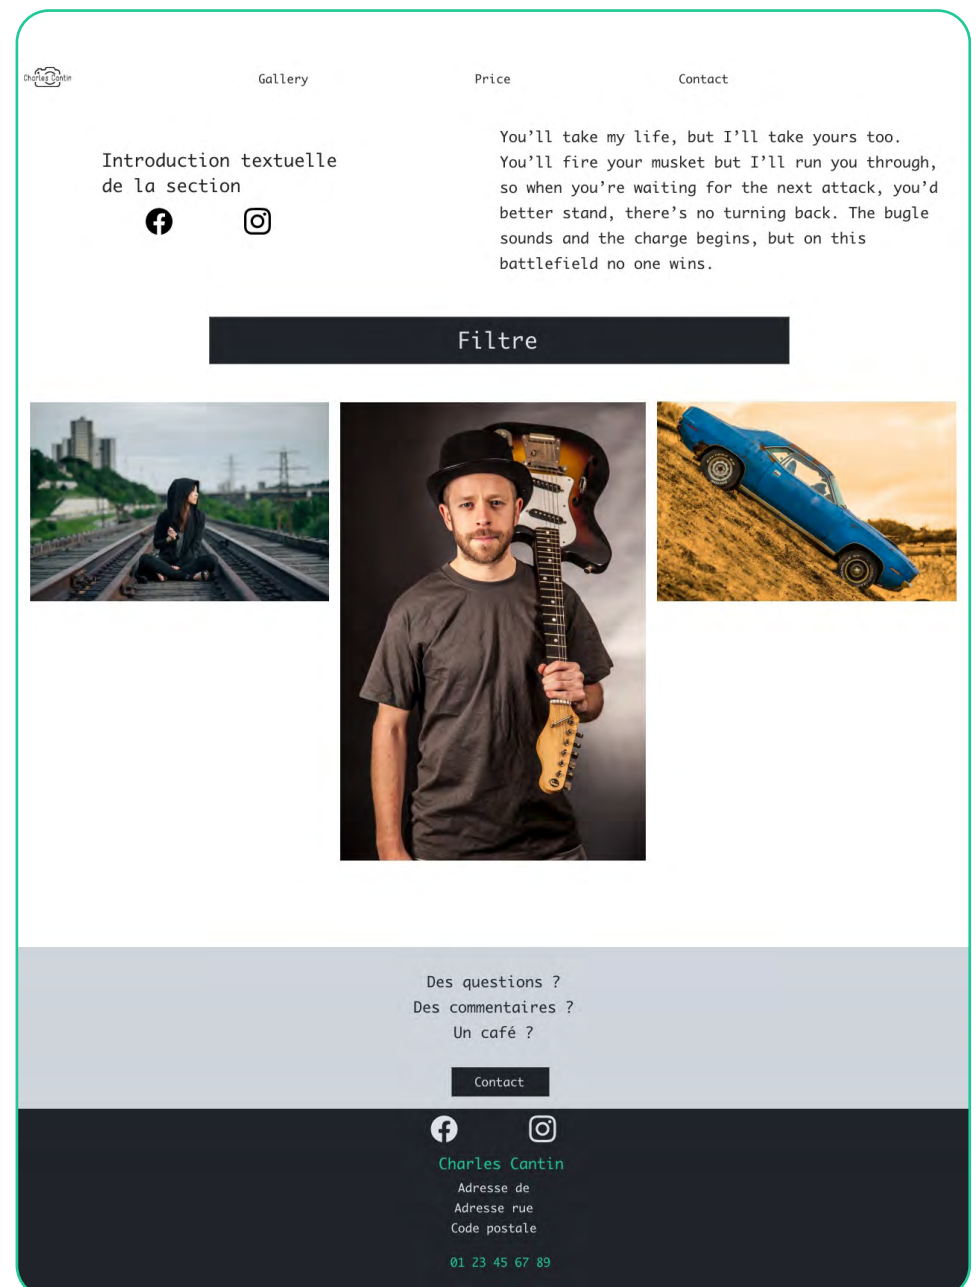 Charles Cantin
Gallery
Price
Contact
Introduction textuelle
de la section
You’ll take my life, but I’ll take yours too.
You’ll fire your musket but I’ll run you through,
so when you’re waiting for the next attack, you’d
better stand, there’s no turning back. The bugle
sounds and the charge begins, but on this
battlefield no one wins.
Filtre
Des questions ?
Des commentaires ?
Un café ?
Contact
Charles Cantin
Adresse de
Adresse rue
Code postale
01 23 45 67 89